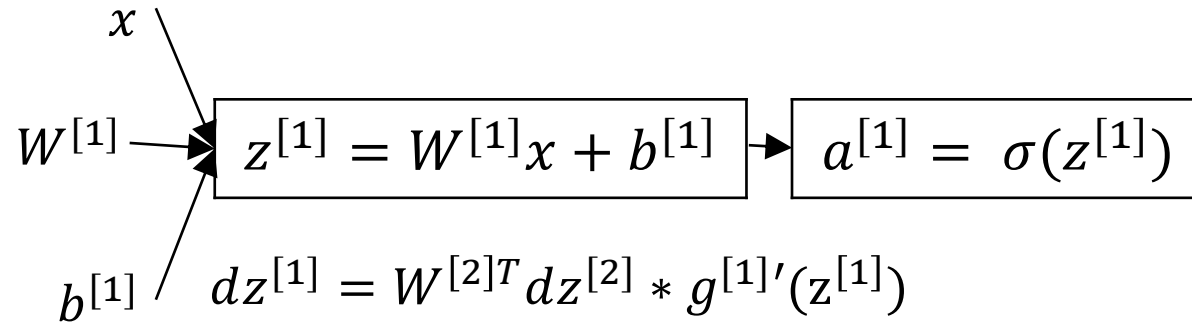 x
W^{[1]}
z^{[1]} = W^{[1]}x + b^{[1]}
a^{[1]} = σ(z^{[1]})
b^{[1]}
dz^{[1]} = W^{[2]T}dz^{[2]} * g^{[1]}′(z^{[1]})